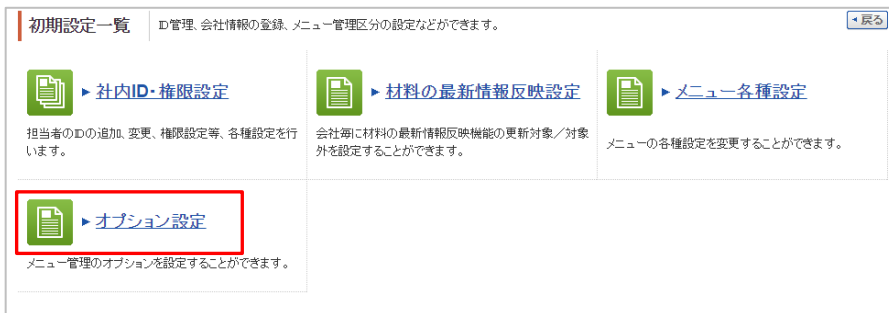 初期設定一覧 ID管理、会社情報の登録、メニュー管理区分の設定などができます。 戻る
社内ID・権限設定
担当者のIDの追加、変更、権限設定等、各種設定を行
います。
材料の最新情報反映設定
会社毎に材料の最新情報反映機能の更新対象／対象
外を設定することができます。
メニュー各種設定
メニューの各種設定を変更することができます。
オプション設定
メニュー管理のオプションを設定することができます。